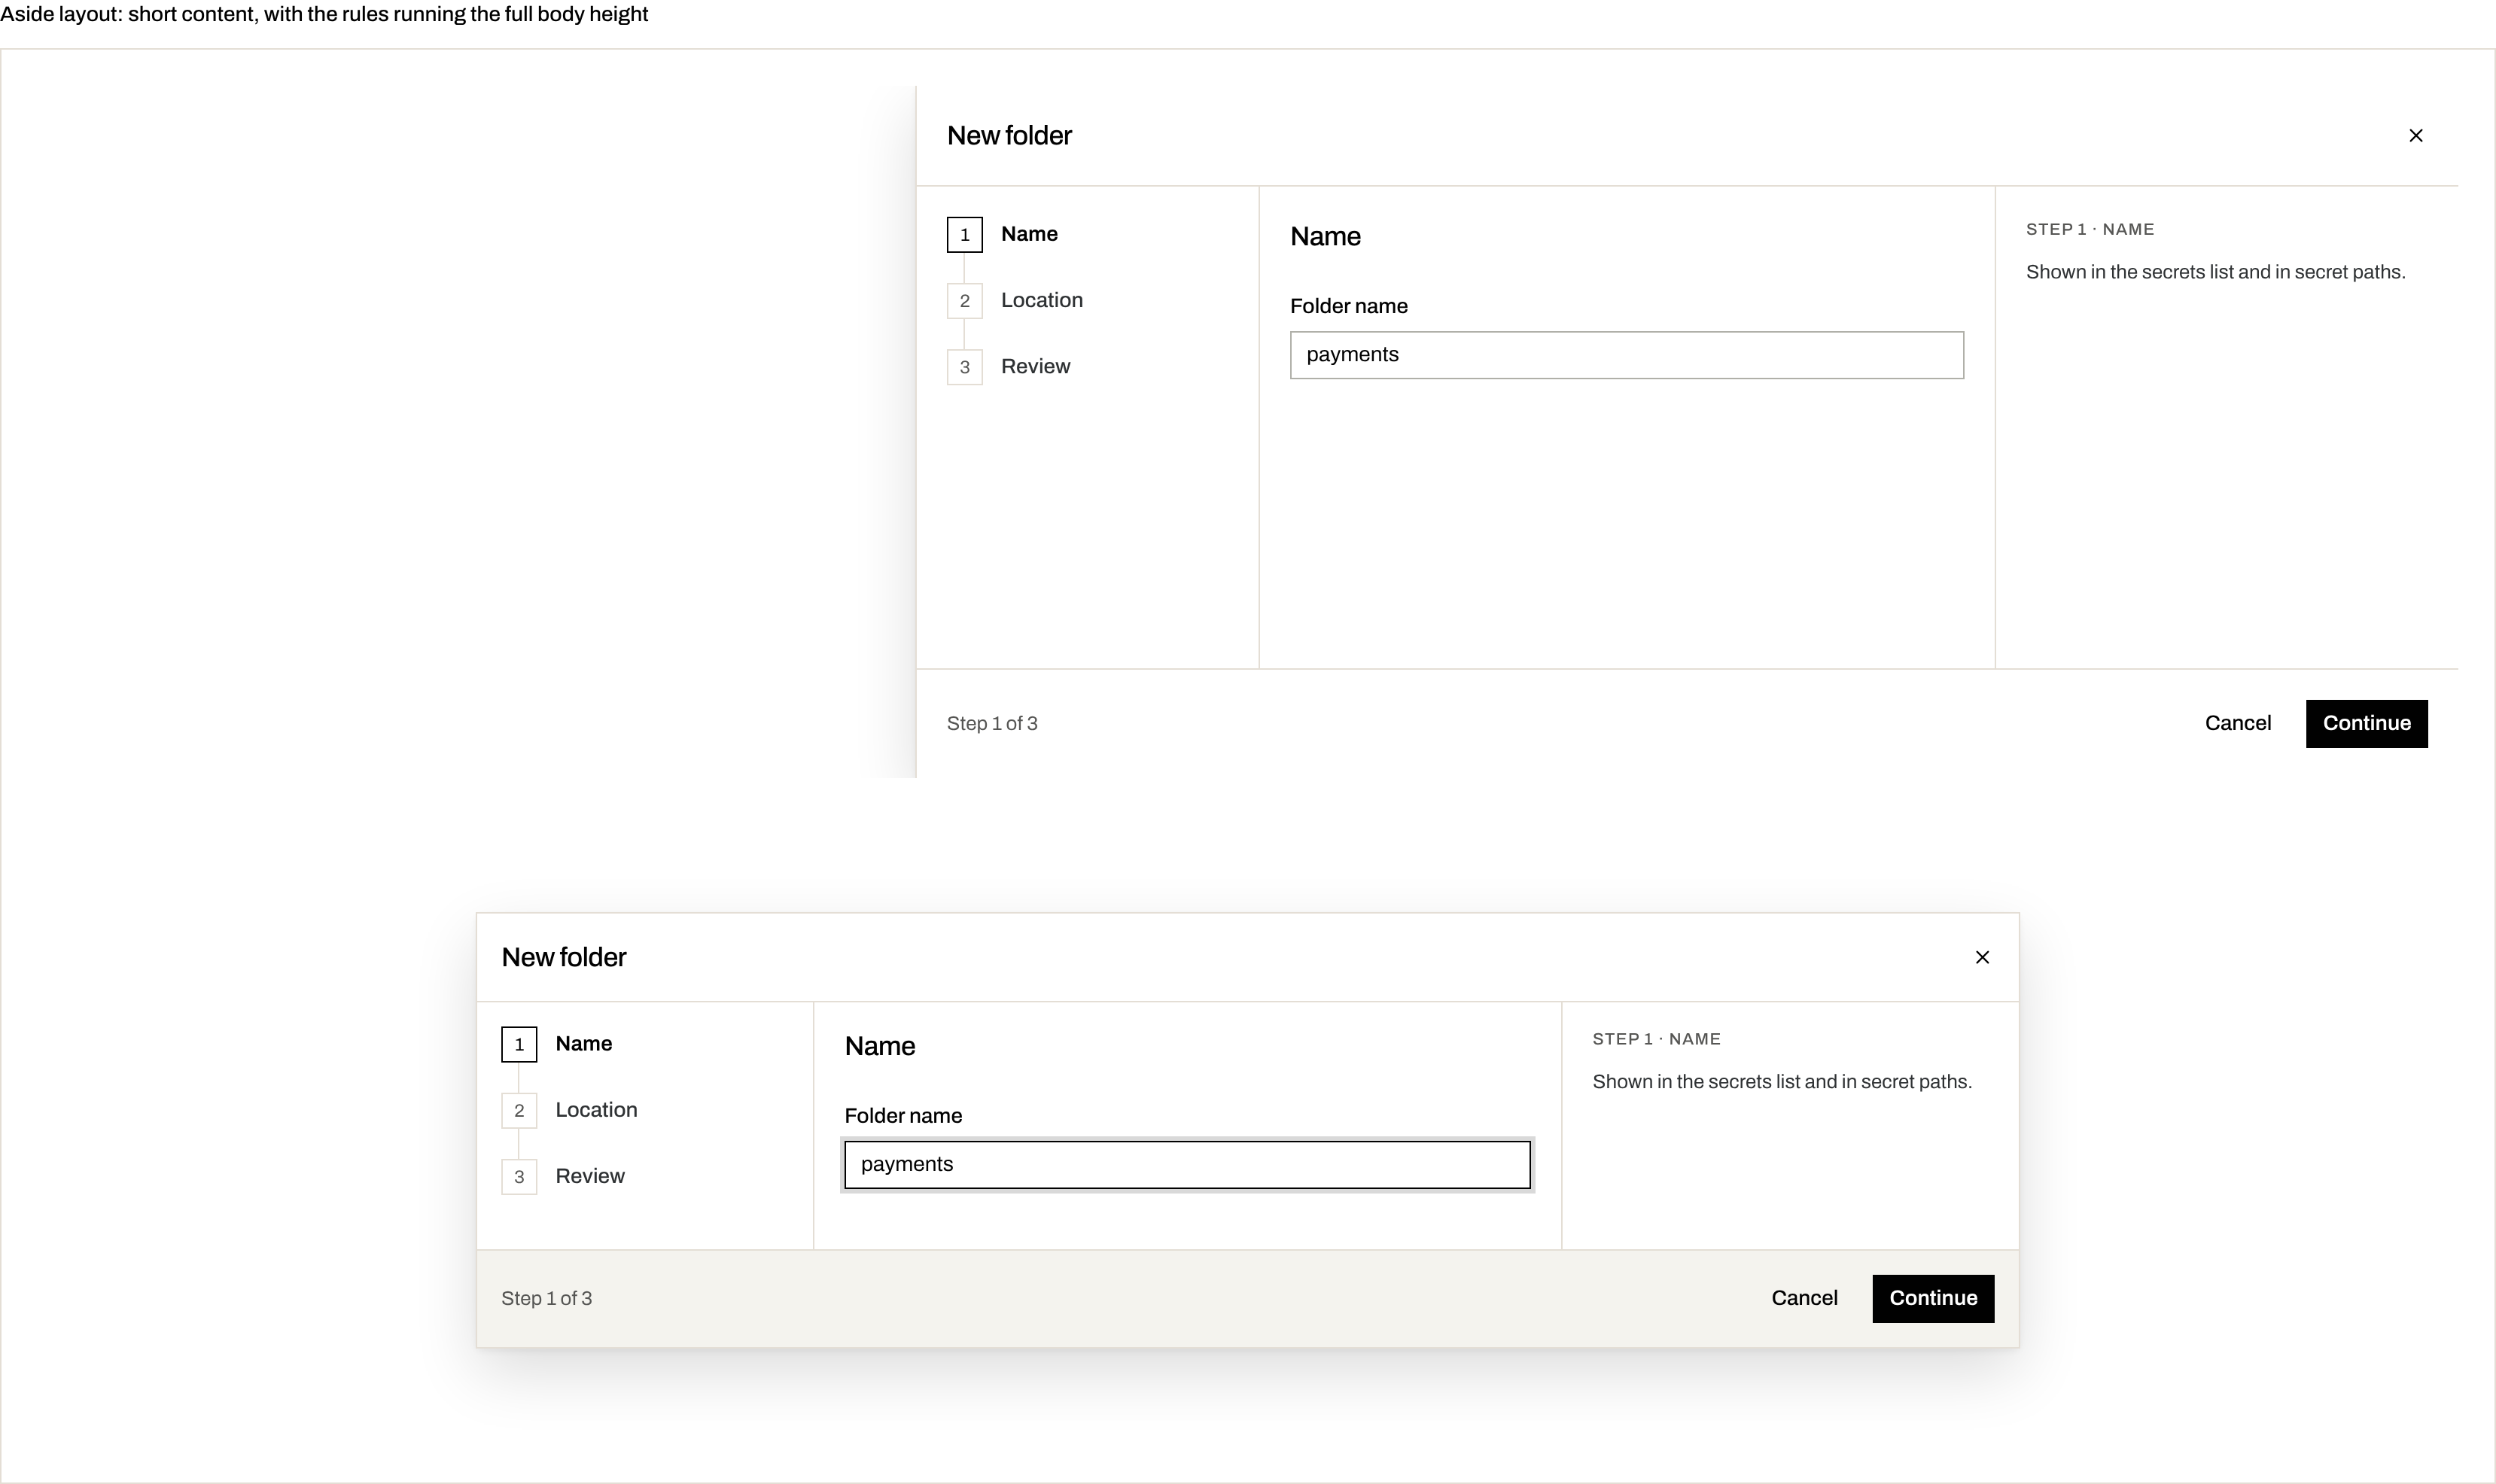 Aside layout: short content, with the rules running the full body height
New folder
1 Name
2 Location
3 Review
Name
Folder name
payments
STEP 1 · NAME
Shown in the secrets list and in secret paths.
Step 1 of 3
Cancel
Continue
New folder
1 Name
2 Location
3 Review
Name
Folder name
payments
STEP 1 · NAME
Shown in the secrets list and in secret paths.
Step 1 of 3
Cancel
Continue